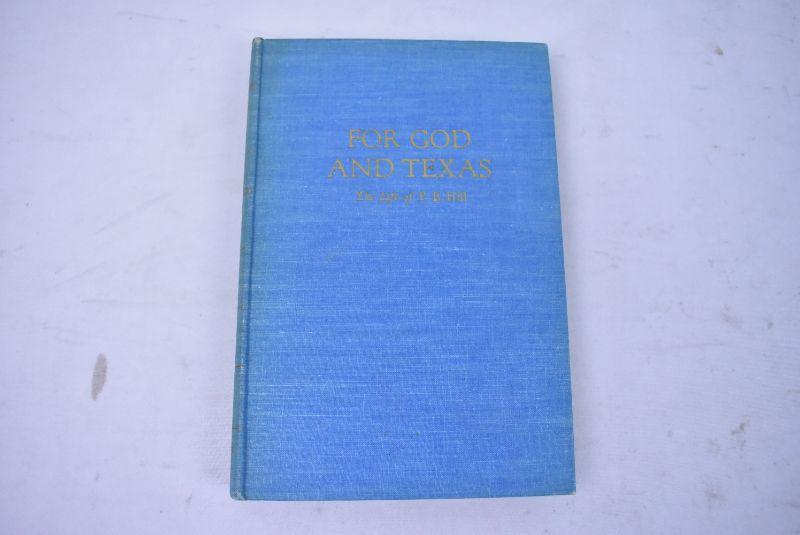 FOR GOD
AND TEXAS
The Life of P. B. Hill